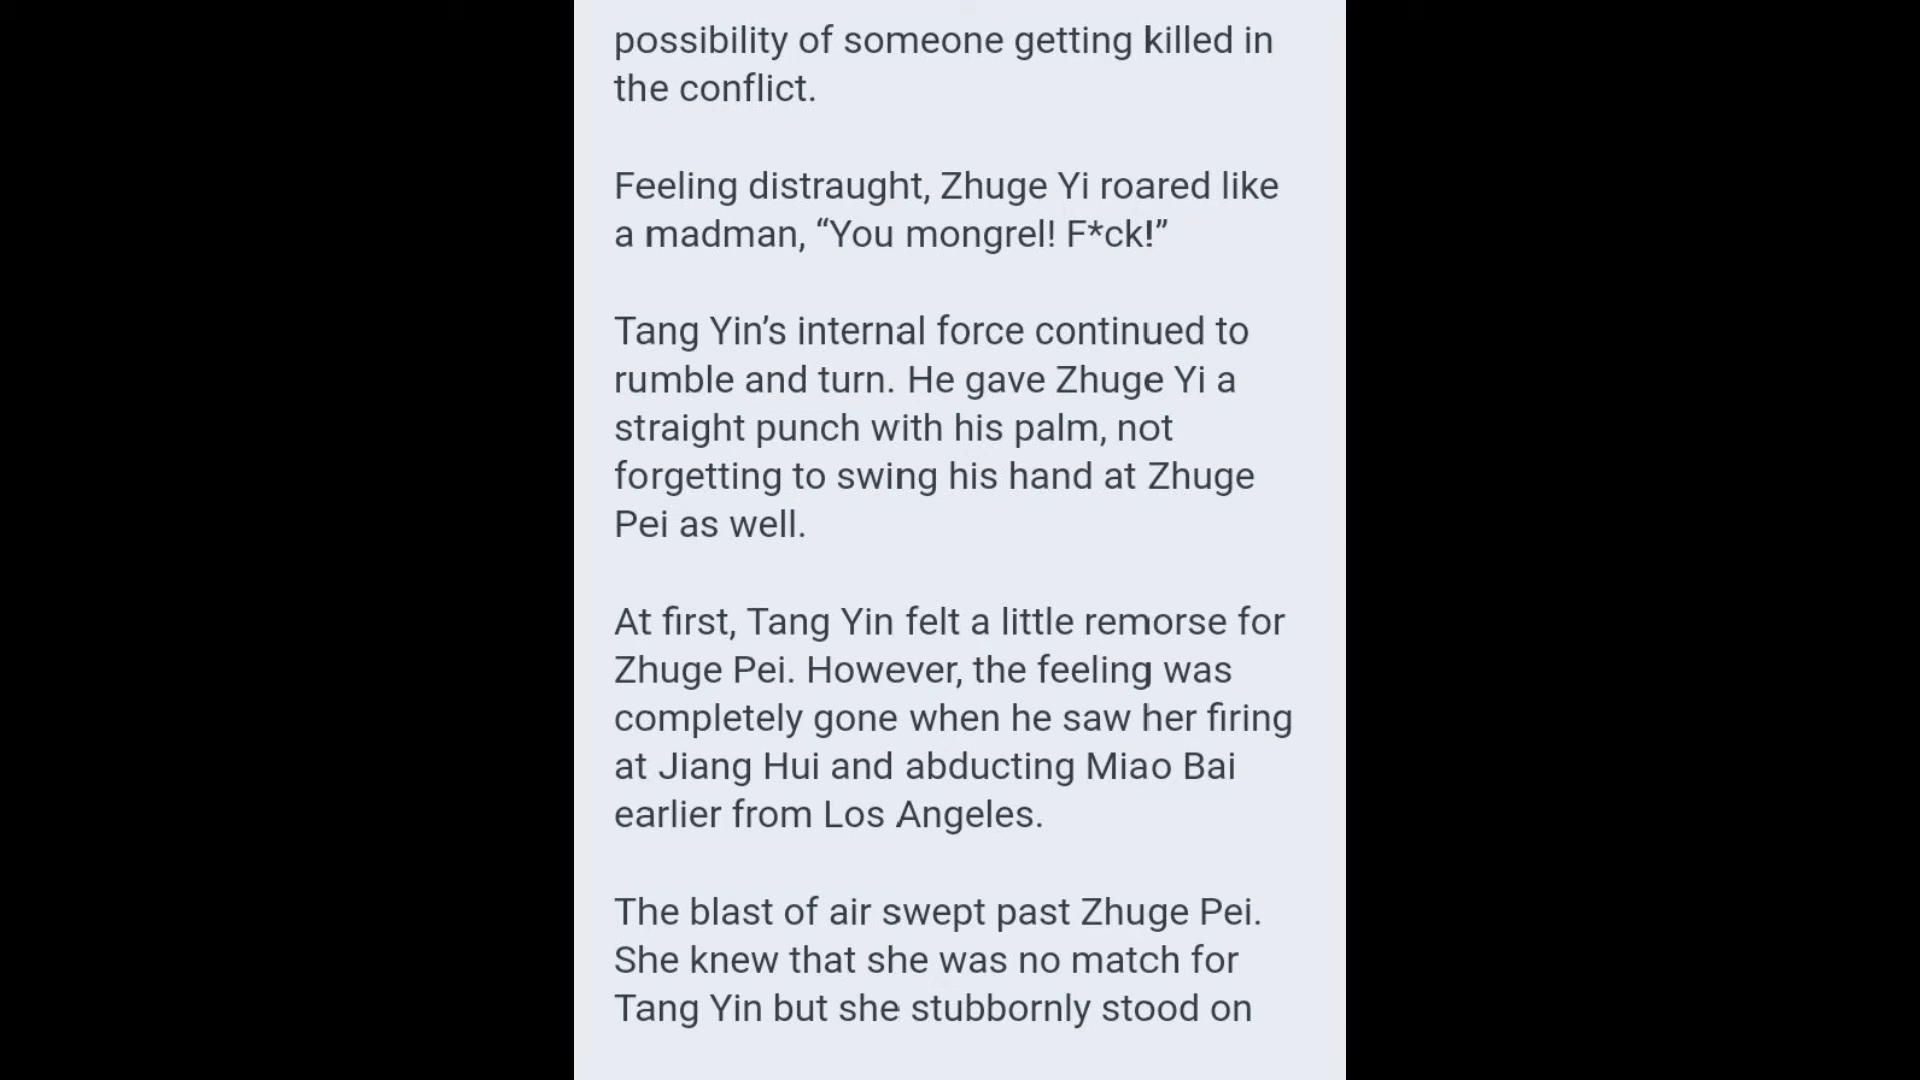 possibility of someone getting killed in
the conflict.
Feeling distraught, Zhuge Yi roared like
a madman, “You mongrel! F*ck!”
Tang Yin’s internal force continued to
rumble and turn. He gave Zhuge Yi a
straight punch with his palm, not
forgetting to swing his hand at Zhuge
Pei as well.
At first, Tang Yin felt a little remorse for
Zhuge Pei. However, the feeling was
completely gone when he saw her firing
at Jiang Hui and abducting Miao Bai
earlier from Los Angeles.
The blast of air swept past Zhuge Pei.
She knew that she was no match for
Tang Yin but she stubbornly stood on